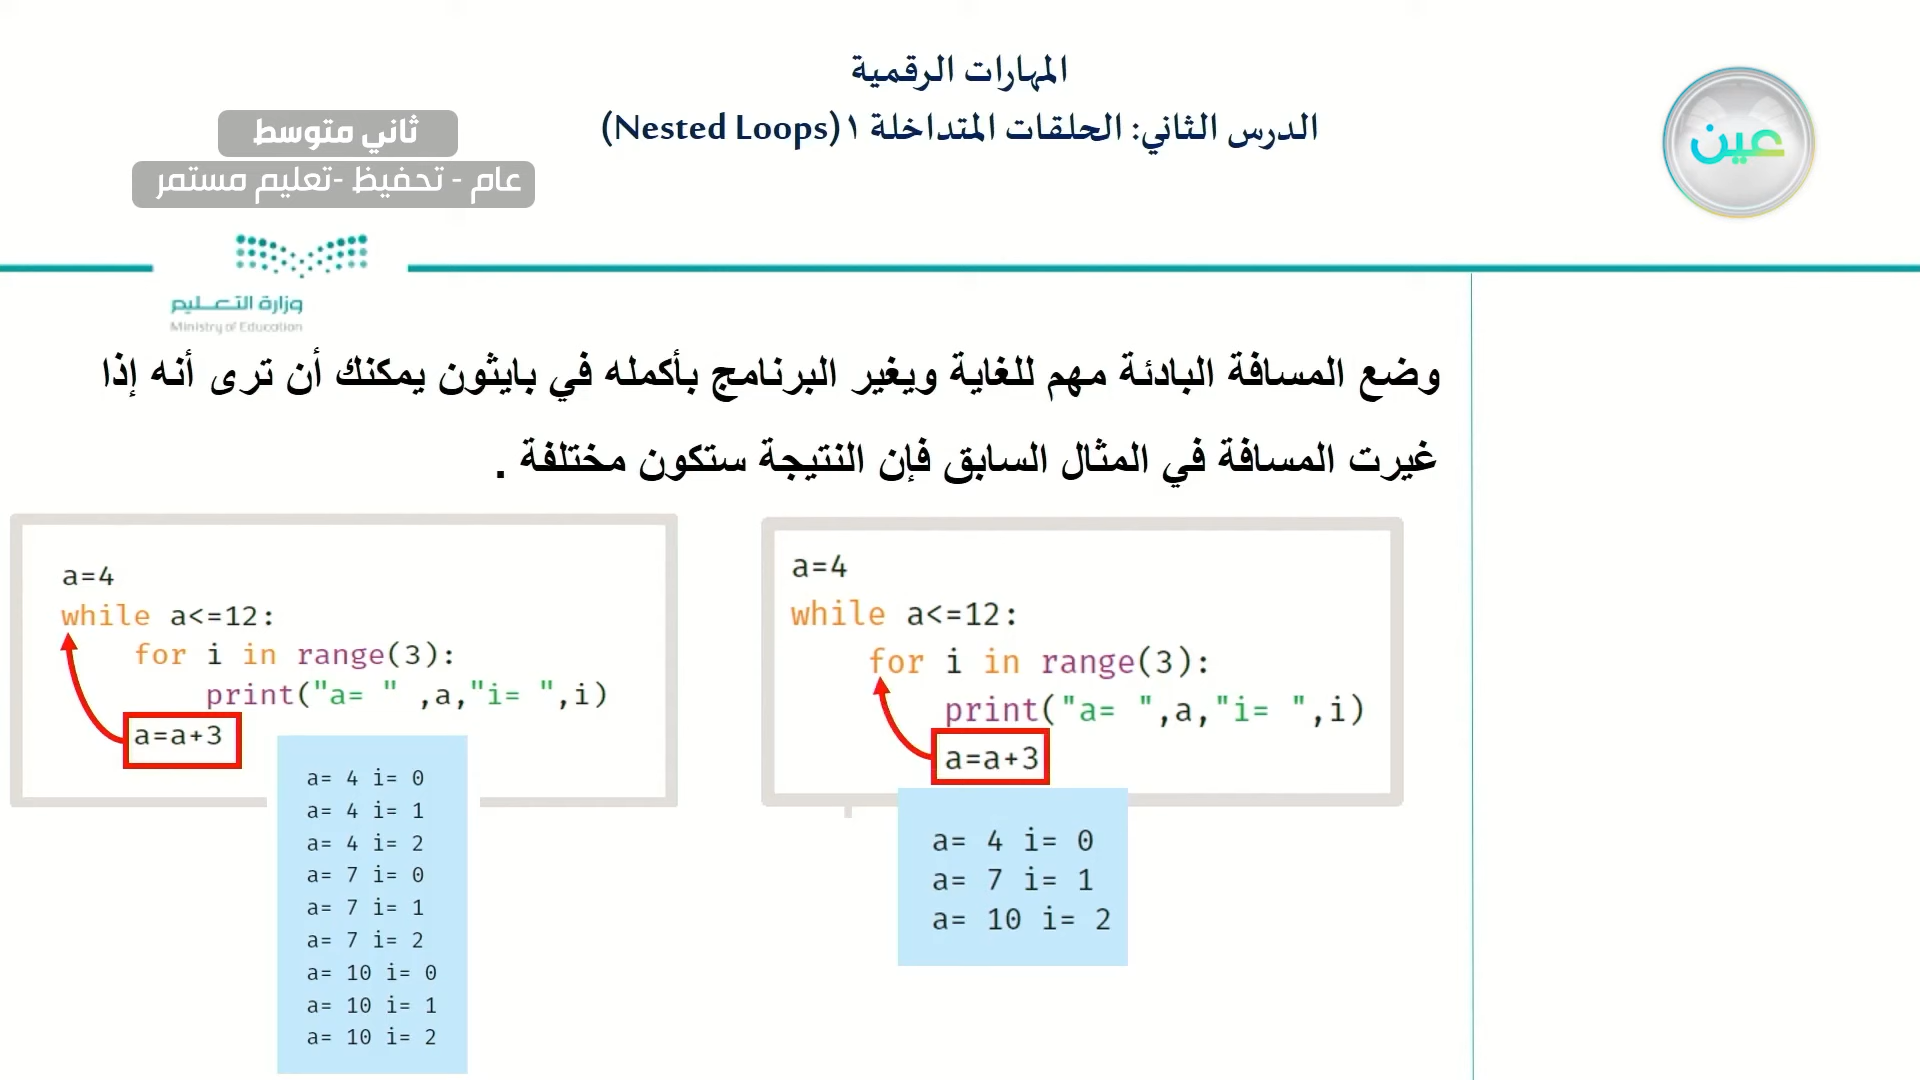 المهارات الرقمية
الدرس الثاني: الحلقات المتداخلة ١ (Nested Loops)
عين
ثاني متوسط
عام - تحفيظ -تعليم مستمر
وزارة التعليم
Ministry of Education
وضع المسافة البادئة مهم للغاية ويغير البرنامج بأكمله في بايثون يمكنك أن ترى أنه إذا
غيرت المسافة في المثال السابق فإن النتيجة ستكون مختلفة .
a=4
while a<=12:
    for i in range(3):
        print("a= ",a,"i= ",i)
        a=a+3
a= 4 i= 0
a= 7 i= 1
a= 10 i= 2
a=4
while a<=12:
    for i in range(3):
        print("a= " ,a,"i= ",i)
    a=a+3
a= 4 i= 0
a= 4 i= 1
a= 4 i= 2
a= 7 i= 0
a= 7 i= 1
a= 7 i= 2
a= 10 i= 0
a= 10 i= 1
a= 10 i= 2